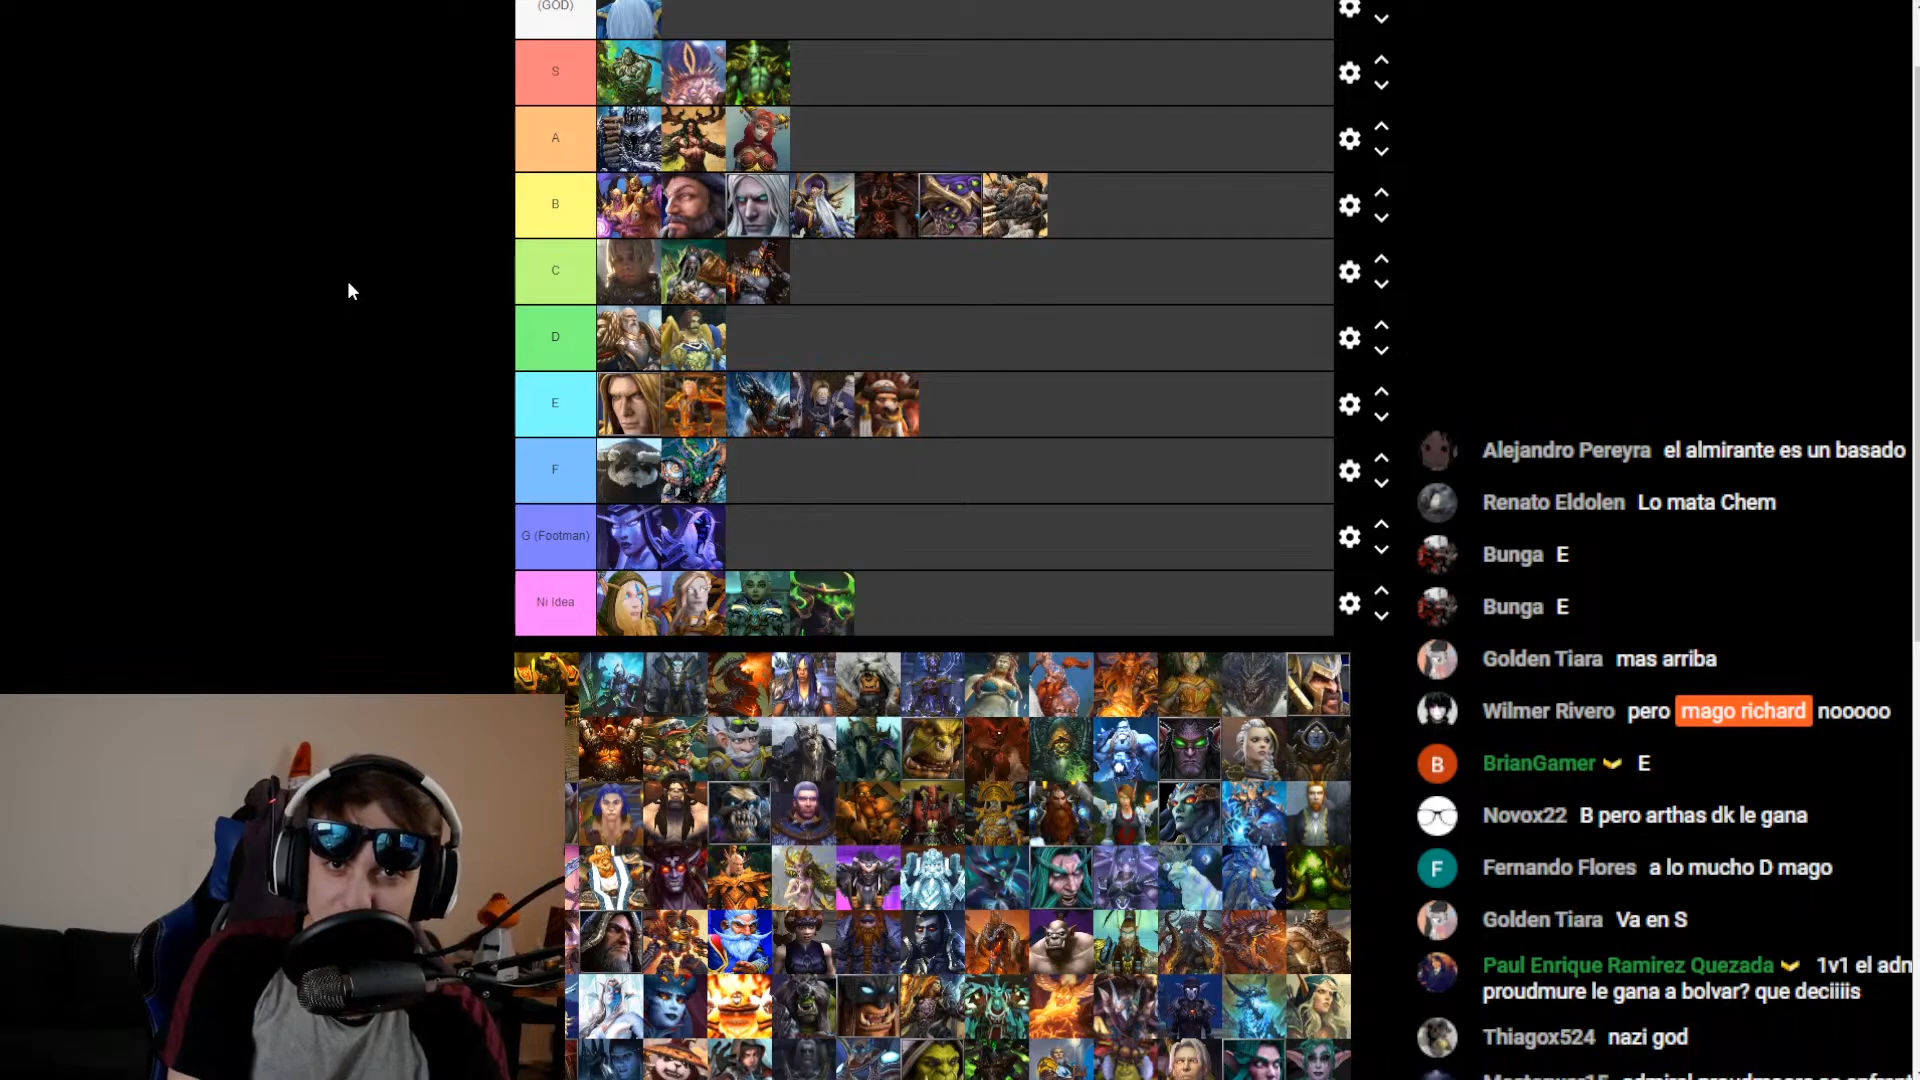 (GOD)
S
A
B
C
D
E
F
G (Footman)
Ni Idea
Alejandro Pereyra el almirante es un basado
Renato Eldolen Lo mata Chem
Bunga E
Bunga E
Golden Tiara mas arriba
Wilmer Rivero pero mago richard nooooo
B BrianGamer E
Novox22 B pero arthas dk le gana
F Fernando Flores a lo mucho D mago
Golden Tiara Va en S
Paul Enrique Ramirez Quezada 1v1 el adn
proudmure le gana a bolvar? que deciiiis
Thiagox524 nazi god